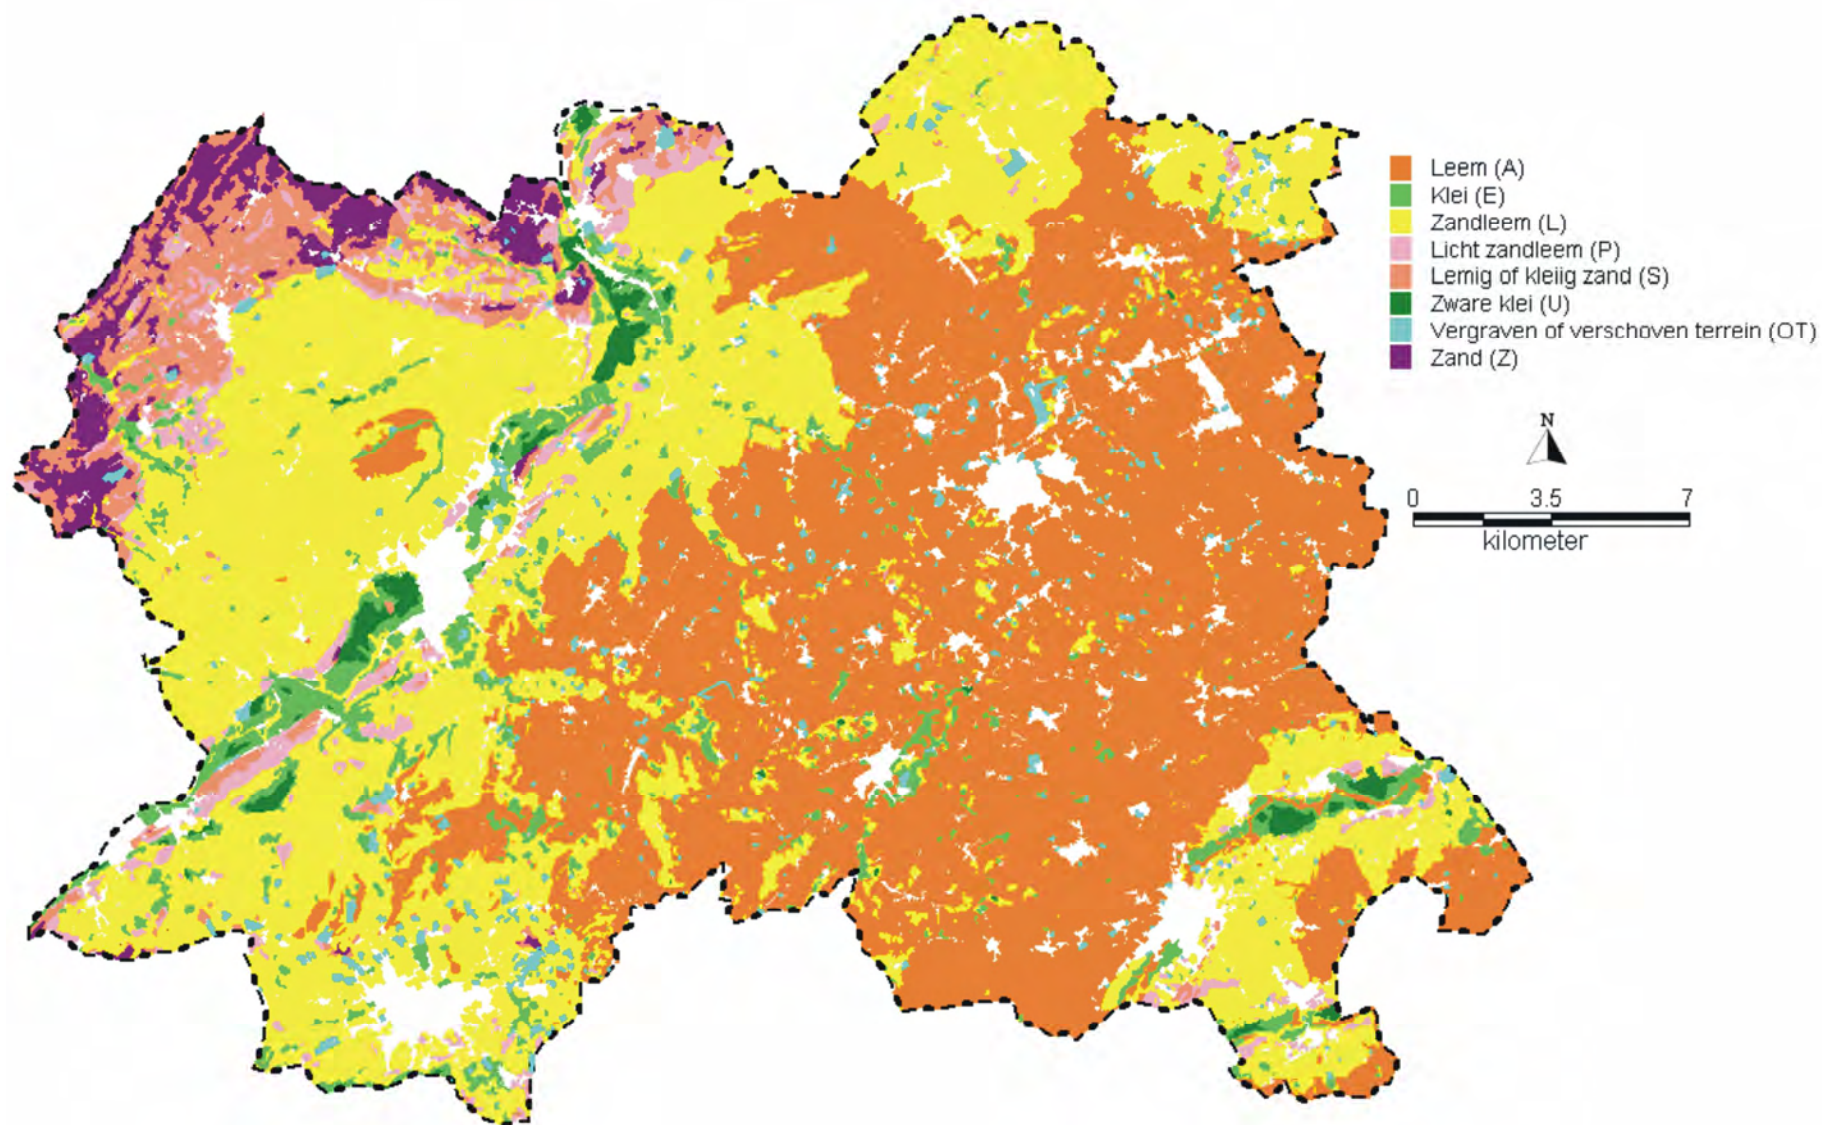 Leem (A)
Klei (E)
Zandleem (L)
Licht zandleem (P)
Lemig of kleiig zand (S)
Zware klei (U)
Vergraven of verschoven terrein (OT)
Zand (Z)
N
0 3.5 7
kilometer